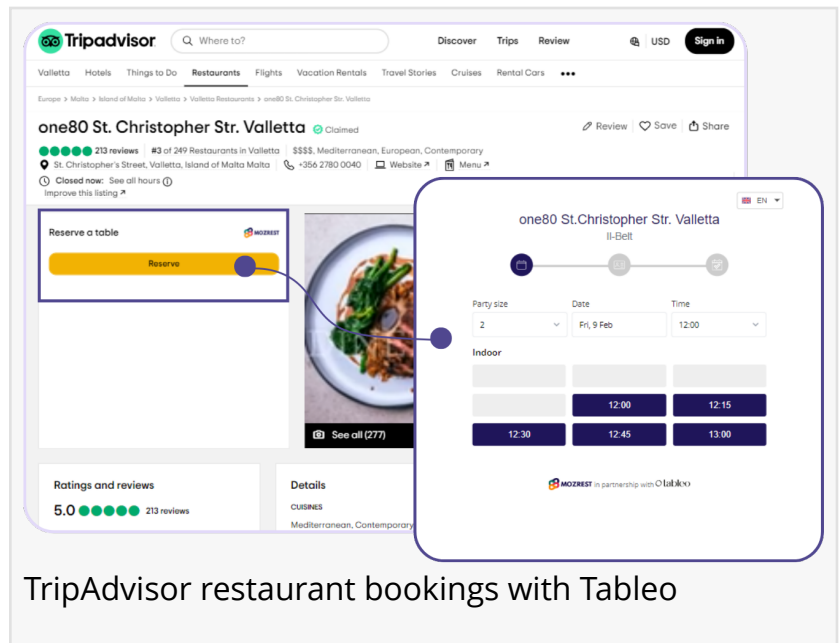 Tripadvisor
Where to?
Discover Trips Review USD Sign in
Valletta Hotels Things to Do Restaurants Flights Vacation Rentals Travel Stories Cruises Rental Cars •••
Europe > Malta > Island of Malta > Valletta > Valletta Restaurants > one80 St. Christopher Str. Valletta
one80 St. Christopher Str. Valletta Claimed
Review Save Share
213 reviews #3 of 249 Restaurants in Valletta $$$$, Mediterranean, European, Contemporary
St. Christopher's Street, Valletta, Island of Malta Malta +356 2780 0040 Website Menu
Closed now: See all hours
Improve this listing
Reserve a table MOZREST
Reserve
See all (277)
Ratings and reviews
5.0 213 reviews
Details
CUISINES
Mediterranean, Contemporary
EN
one80 St.Christopher Str. Valletta
Il-Belt
Party size Date Time
2 Fri, 9 Feb 12:00
Indoor
12:00 12:15
12:30 12:45 13:00
MOZREST in partnership with tableo
TripAdvisor restaurant bookings with Tableo